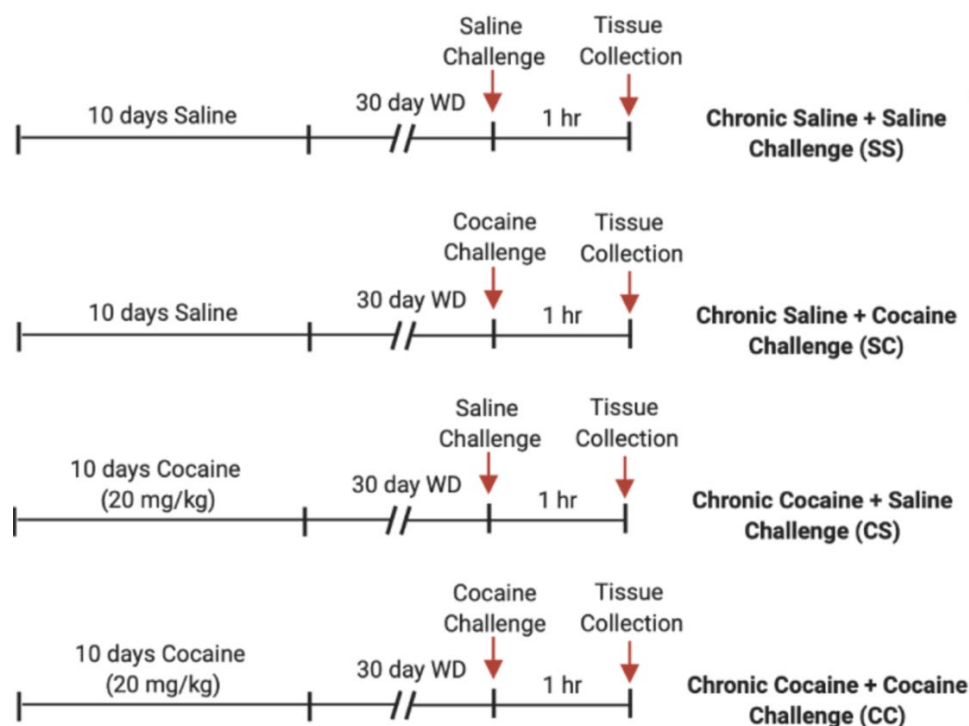 Saline
Challenge
Tissue
Collection
10 days Saline
30 day WD
1 hr
Chronic Saline + Saline
Challenge (SS)
Cocaine
Challenge
Tissue
Collection
10 days Saline
30 day WD
1 hr
Chronic Saline + Cocaine
Challenge (SC)
Saline
Challenge
Tissue
Collection
10 days Cocaine
(20 mg/kg)
30 day WD
1 hr
Chronic Cocaine + Saline
Challenge (CS)
Cocaine
Challenge
Tissue
Collection
10 days Cocaine
(20 mg/kg)
30 day WD
1 hr
Chronic Cocaine + Cocaine
Challenge (CC)